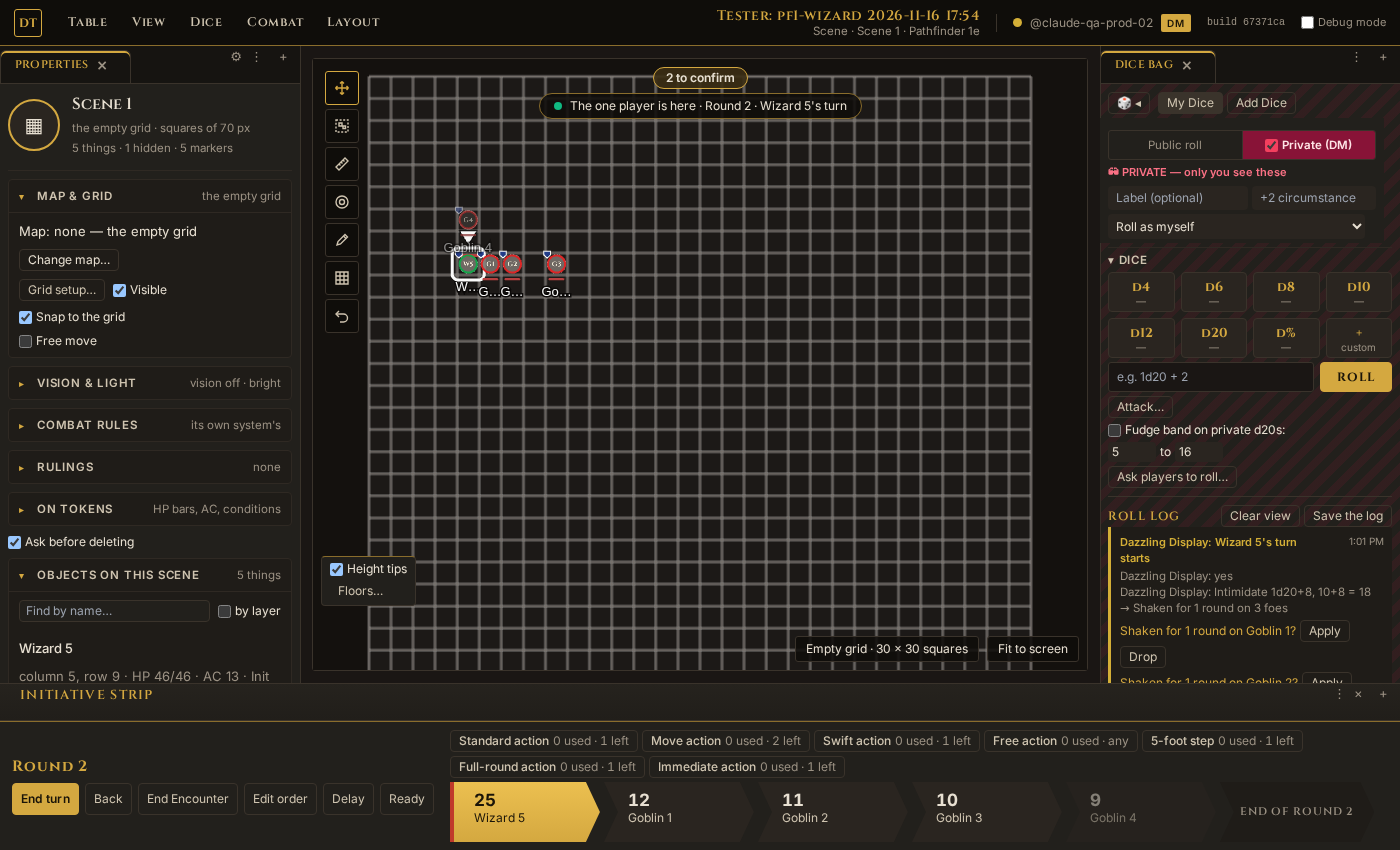 DT
TABLE VIEW DICE COMBAT LAYOUT
TESTER: PF1-WIZARD 2026-11-16 17:54
Scene · Scene 1 · Pathfinder 1e
@claude-qa-prod-02 DM
build 67371ca
Debug mode
PROPERTIES
SCENE 1
the empty grid · squares of 70 px
5 things · 1 hidden · 5 markers
MAP & GRID the empty grid
Map: none — the empty grid
Change map...
Grid setup... Visible
Snap to the grid
Free move
VISION & LIGHT vision off · bright
COMBAT RULES its own system's
RULINGS none
ON TOKENS HP bars, AC, conditions
Ask before deleting
OBJECTS ON THIS SCENE 5 things
Find by name... by layer
Wizard 5
column 5, row 9 · HP 46/46 · AC 13 · Init
2 to confirm
The one player is here · Round 2 · Wizard 5's turn
G4
Goblin 4
W5 G1 G2 G3
W... G... G... Go...
Height tips
Floors...
Empty grid · 30 × 30 squares
Fit to screen
DICE BAG
My Dice Add Dice
Public roll Private (DM)
PRIVATE — only you see these
Label (optional) +2 circumstance
Roll as myself
DICE
D4 D6 D8 D10
— — — —
D12 D20 D% +
— — — custom
e.g. 1d20 + 2 ROLL
Attack...
Fudge band on private d20s:
5 to 16
Ask players to roll...
ROLL LOG Clear view Save the log
Dazzling Display: Wizard 5's turn starts 1:01 PM
Dazzling Display: yes
Dazzling Display: Intimidate 1d20+8, 10+8 = 18
→ Shaken for 1 round on 3 foes
Shaken for 1 round on Goblin 1? Apply
Drop
Shaken for 1 round on Goblin 2? Apply
INITIATIVE STRIP
ROUND 2
End turn Back End Encounter Edit order Delay Ready
Standard action 0 used · 1 left Move action 0 used · 2 left Swift action 0 used · 1 left Free action 0 used · any 5-foot step 0 used · 1 left
Full-round action 0 used · 1 left Immediate action 0 used · 1 left
25 12 11 10 9
Wizard 5 Goblin 1 Goblin 2 Goblin 3 Goblin 4
END OF ROUND 2